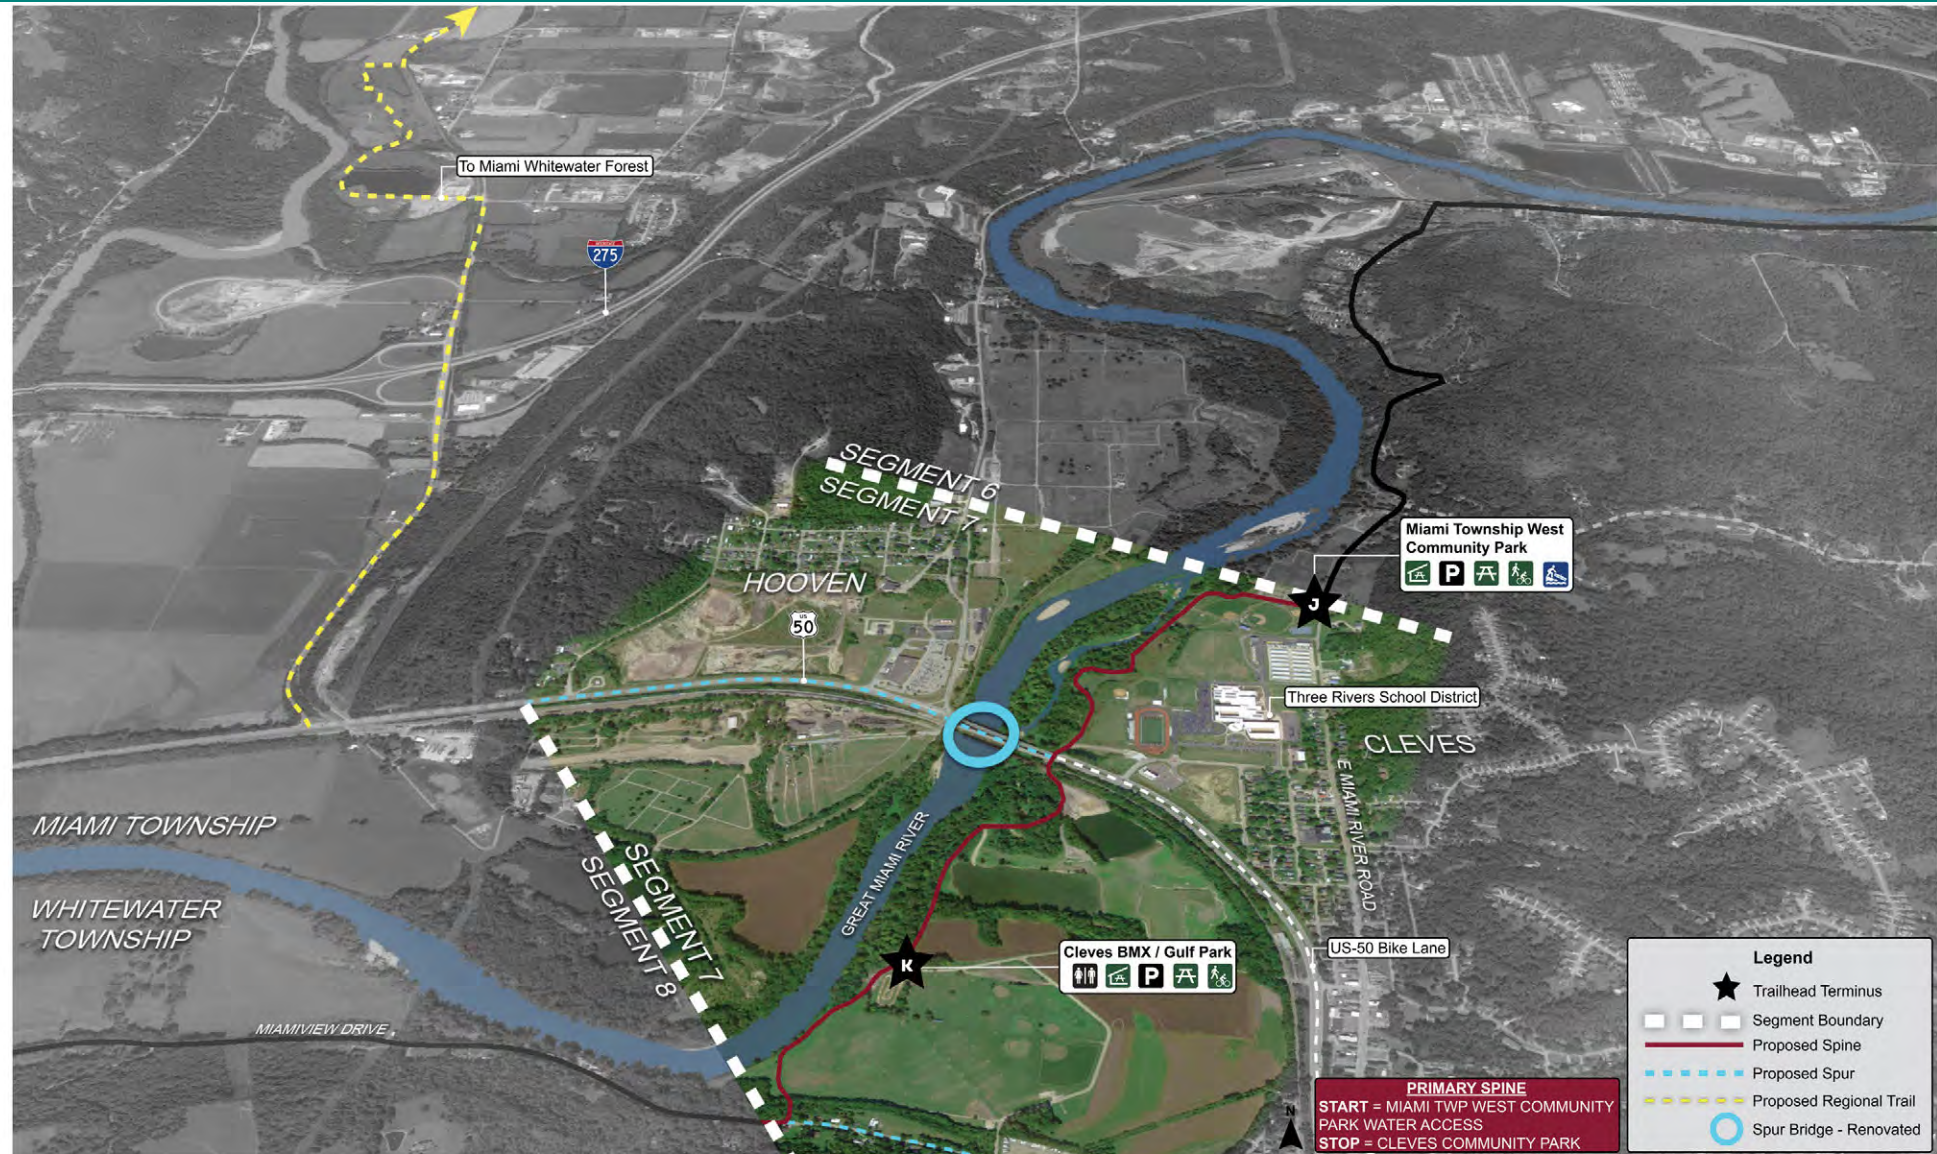 To Miami Whitewater Forest
INTERSTATE
275
SEGMENT 6
SEGMENT 7
Miami Township West
Community Park
P
HOOVEN
US
50
J
Three Rivers School District
CLEVES
E MIAMI RIVER ROAD
MIAMI TOWNSHIP
GREAT MIAMI RIVER
SEGMENT 7
SEGMENT 8
WHITEWATER
TOWNSHIP
K
Cleves BMX / Gulf Park
P
US-50 Bike Lane
MIAMIVIEW DRIVE
N
PRIMARY SPINE
START = MIAMI TWP WEST COMMUNITY
PARK WATER ACCESS
STOP = CLEVES COMMUNITY PARK
Legend
Trailhead Terminus
Segment Boundary
Proposed Spine
Proposed Spur
Proposed Regional Trail
Spur Bridge - Renovated